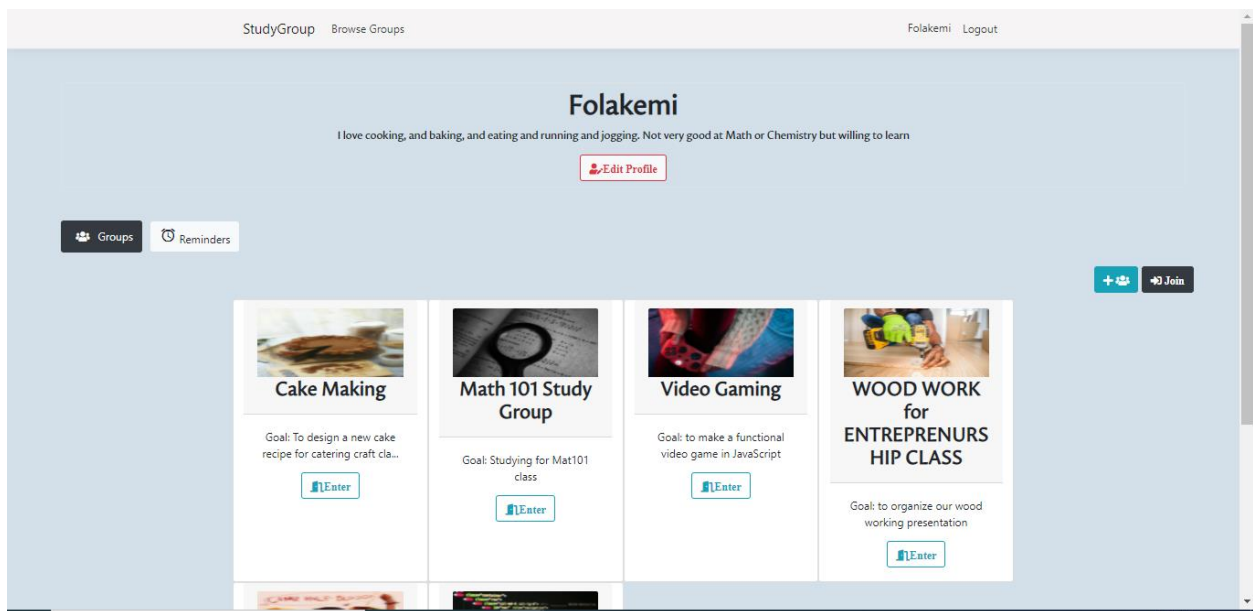 StudyGroup Browse Groups Folakemi Logout
Folakemi
I love cooking, and baking, and eating and running and jogging. Not very good at Math or Chemistry but willing to learn
Edit Profile
Groups Reminders
+ Join
Cake Making
Goal: To design a new cake
recipe for catering craft cla...
Enter
Math 101 Study
Group
Goal: Studying for Mat101
class
Enter
Video Gaming
Goal: to make a functional
video game in JavaScript
Enter
WOOD WORK
for
ENTREPRENURS
HIP CLASS
Goal: to organize our wood
working presentation
Enter